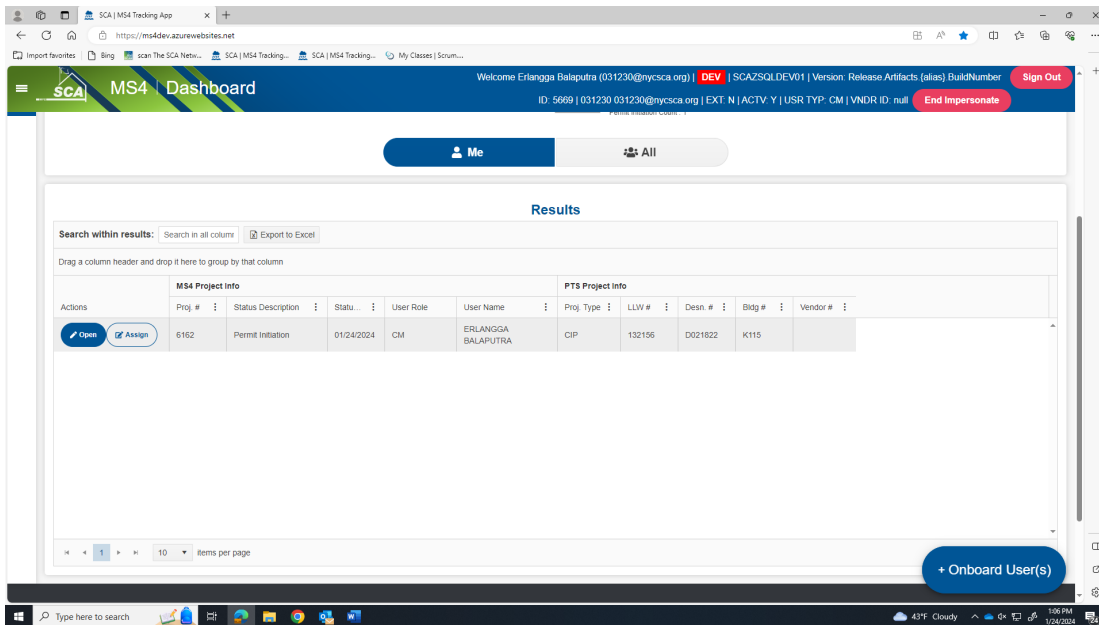 SCA | MS4 Tracking App
https://ms4dev.azurewebsites.net
Import favorites
Bing
scan The SCA Netw...
SCA | MS4 Tracking...
SCA | MS4 Tracking...
My Classes | Scrum...
SCA
MS4 | Dashboard
Welcome Erlangga Balaputra (031230@nycsca.org) | DEV | SCAZSQLDEV01 | Version: Release.Artifacts.{alias}.BuildNumber
Sign Out
ID: 5669 | 031230 031230@nycsca.org | EXT: N | ACTV: Y | USR TYP: CM | VNDR ID: null
End Impersonate
Permit Initiation Count : 1
Me
All
Results
Search within results:
Search in all colum
Export to Excel
Drag a column header and drop it here to group by that column
Actions
MS4 Project Info
PTS Project Info
Proj. #
Status Description
Statu...
User Role
User Name
Proj. Type
LLW #
Desn. #
Bldg #
Vendor #
Open
Assign
6162
Permit Initiation
01/24/2024
CM
ERLANGGA
BALAPUTRA
CIP
132156
D021822
K115
1
10
items per page
+ Onboard User(s)
Type here to search
43°F Cloudy
1:06 PM
1/24/2024